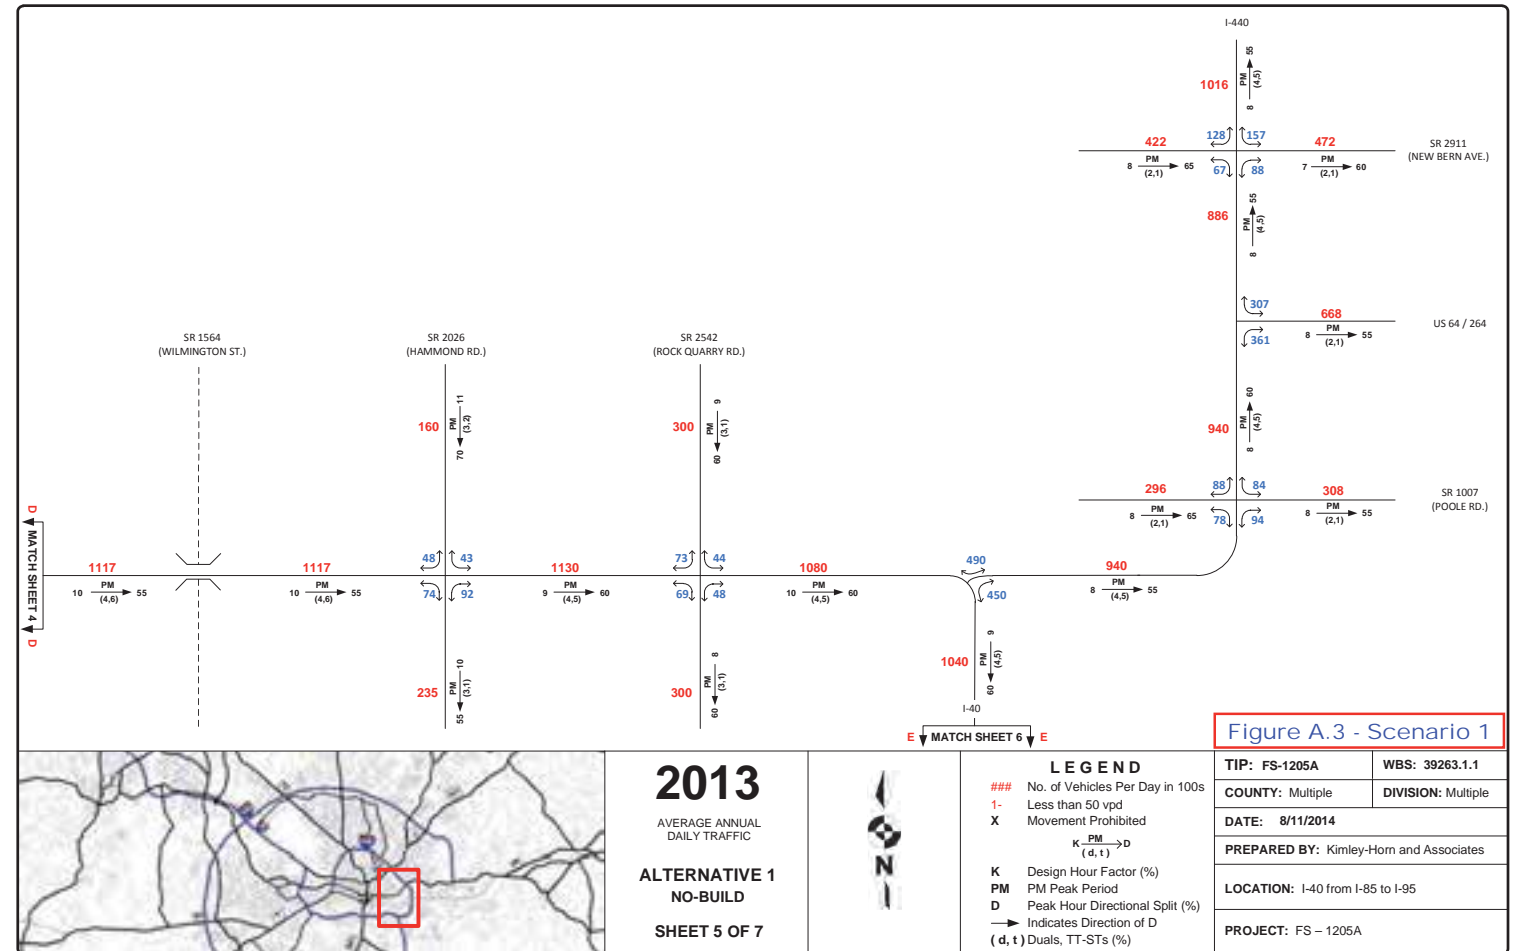 I-440
1016
55
PM
(4,5)
8
128
157
422
472
SR 2911
(NEW BERN AVE.)
8 PM 65
(2,1)
67
88
7 PM 60
(2,1)
886
55
PM
(4,5)
8
307
668
US 64 / 264
361
8 PM 55
(2,1)
SR 1564
(WILMINGTON ST.)
SR 2026
(HAMMOND RD.)
SR 2542
(ROCK QUARRY RD.)
160
11
PM
(3,2)
70
300
9
PM
(3,1)
60
940
60
PM
(4,5)
8
296
88
84
308
SR 1007
(POOLE RD.)
8 PM 65
(2,1)
78
94
8 PM 55
(2,1)
D
MATCH SHEET 4
D
1117
10 PM 55
(4,6)
1117
10 PM 55
(4,6)
48
43
74
92
1130
9 PM 60
(4,5)
73
44
69
48
1080
10 PM 60
(4,5)
490
450
940
8 PM 55
(4,5)
235
10
PM
(3,1)
55
300
8
PM
(3,1)
60
1040
9
PM
(4,5)
60
I-40
E MATCH SHEET 6 E
Figure A.3 - Scenario 1
2013
AVERAGE ANNUAL
DAILY TRAFFIC
ALTERNATIVE 1
NO-BUILD
SHEET 5 OF 7
N
LEGEND
### No. of Vehicles Per Day in 100s
1- Less than 50 vpd
X Movement Prohibited
K PM D
( d, t )
K Design Hour Factor (%)
PM PM Peak Period
D Peak Hour Directional Split (%)
Indicates Direction of D
( d, t ) Duals, TT-STs (%)
TIP: FS-1205A
WBS: 39263.1.1
COUNTY: Multiple
DIVISION: Multiple
DATE: 8/11/2014
PREPARED BY: Kimley-Horn and Associates
LOCATION: I-40 from I-85 to I-95
PROJECT: FS – 1205A